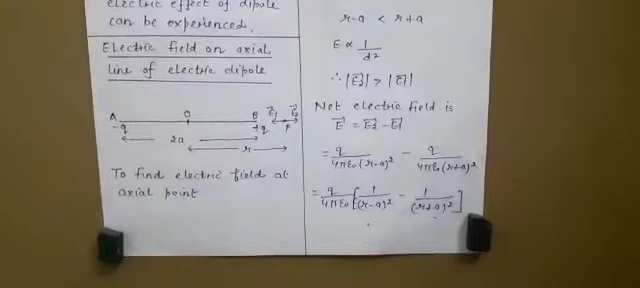 electric effect of dipole
can be experienced.
Electric field on axial
line of electric dipole
A O B E⃗1 E⃗2
-q +q P
2a
r
To find electric field at
axial point
r-a < r+a
E ∝ 1/d²
∴ |E⃗2| > |E⃗1|
Net electric field is
E⃗ = E⃗2 - E⃗1
= q/4πε₀(r-a)² - q/4πε₀(r+a)²
= q/4πε₀ [1/(r-a)² - 1/(r+a)²]